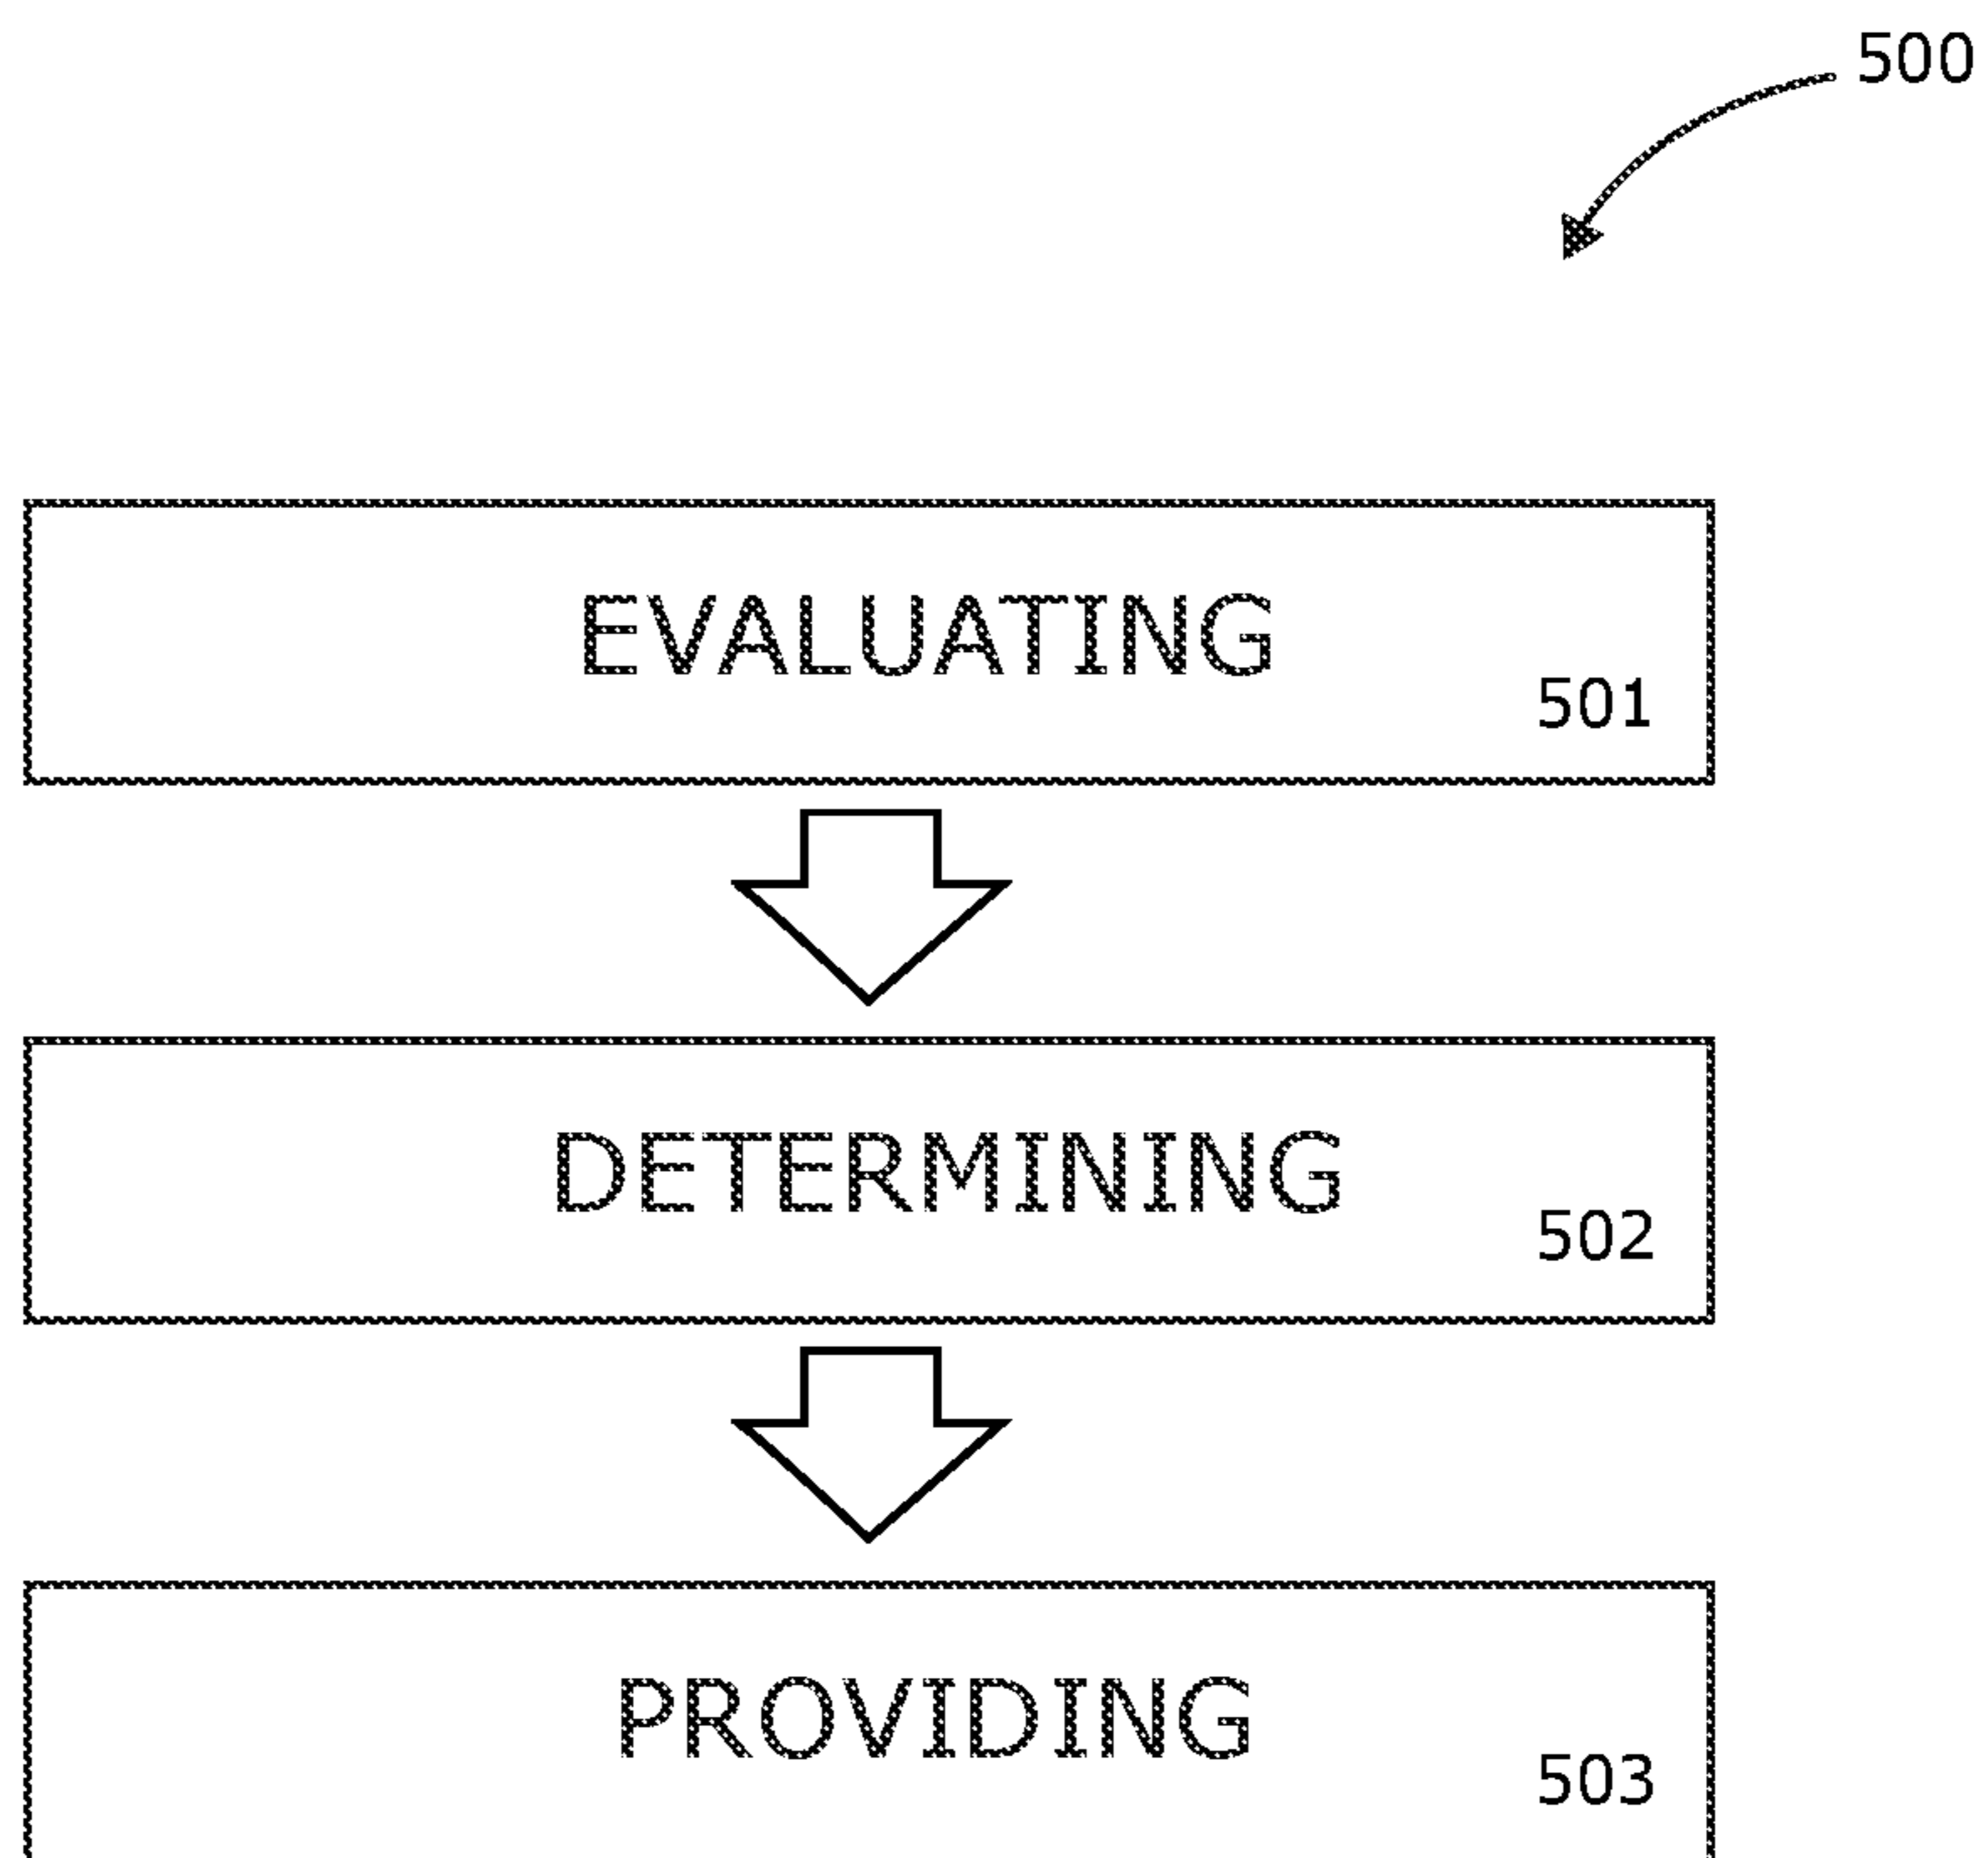 500
EVALUATING
501
DETERMINING
502
PROVIDING
503